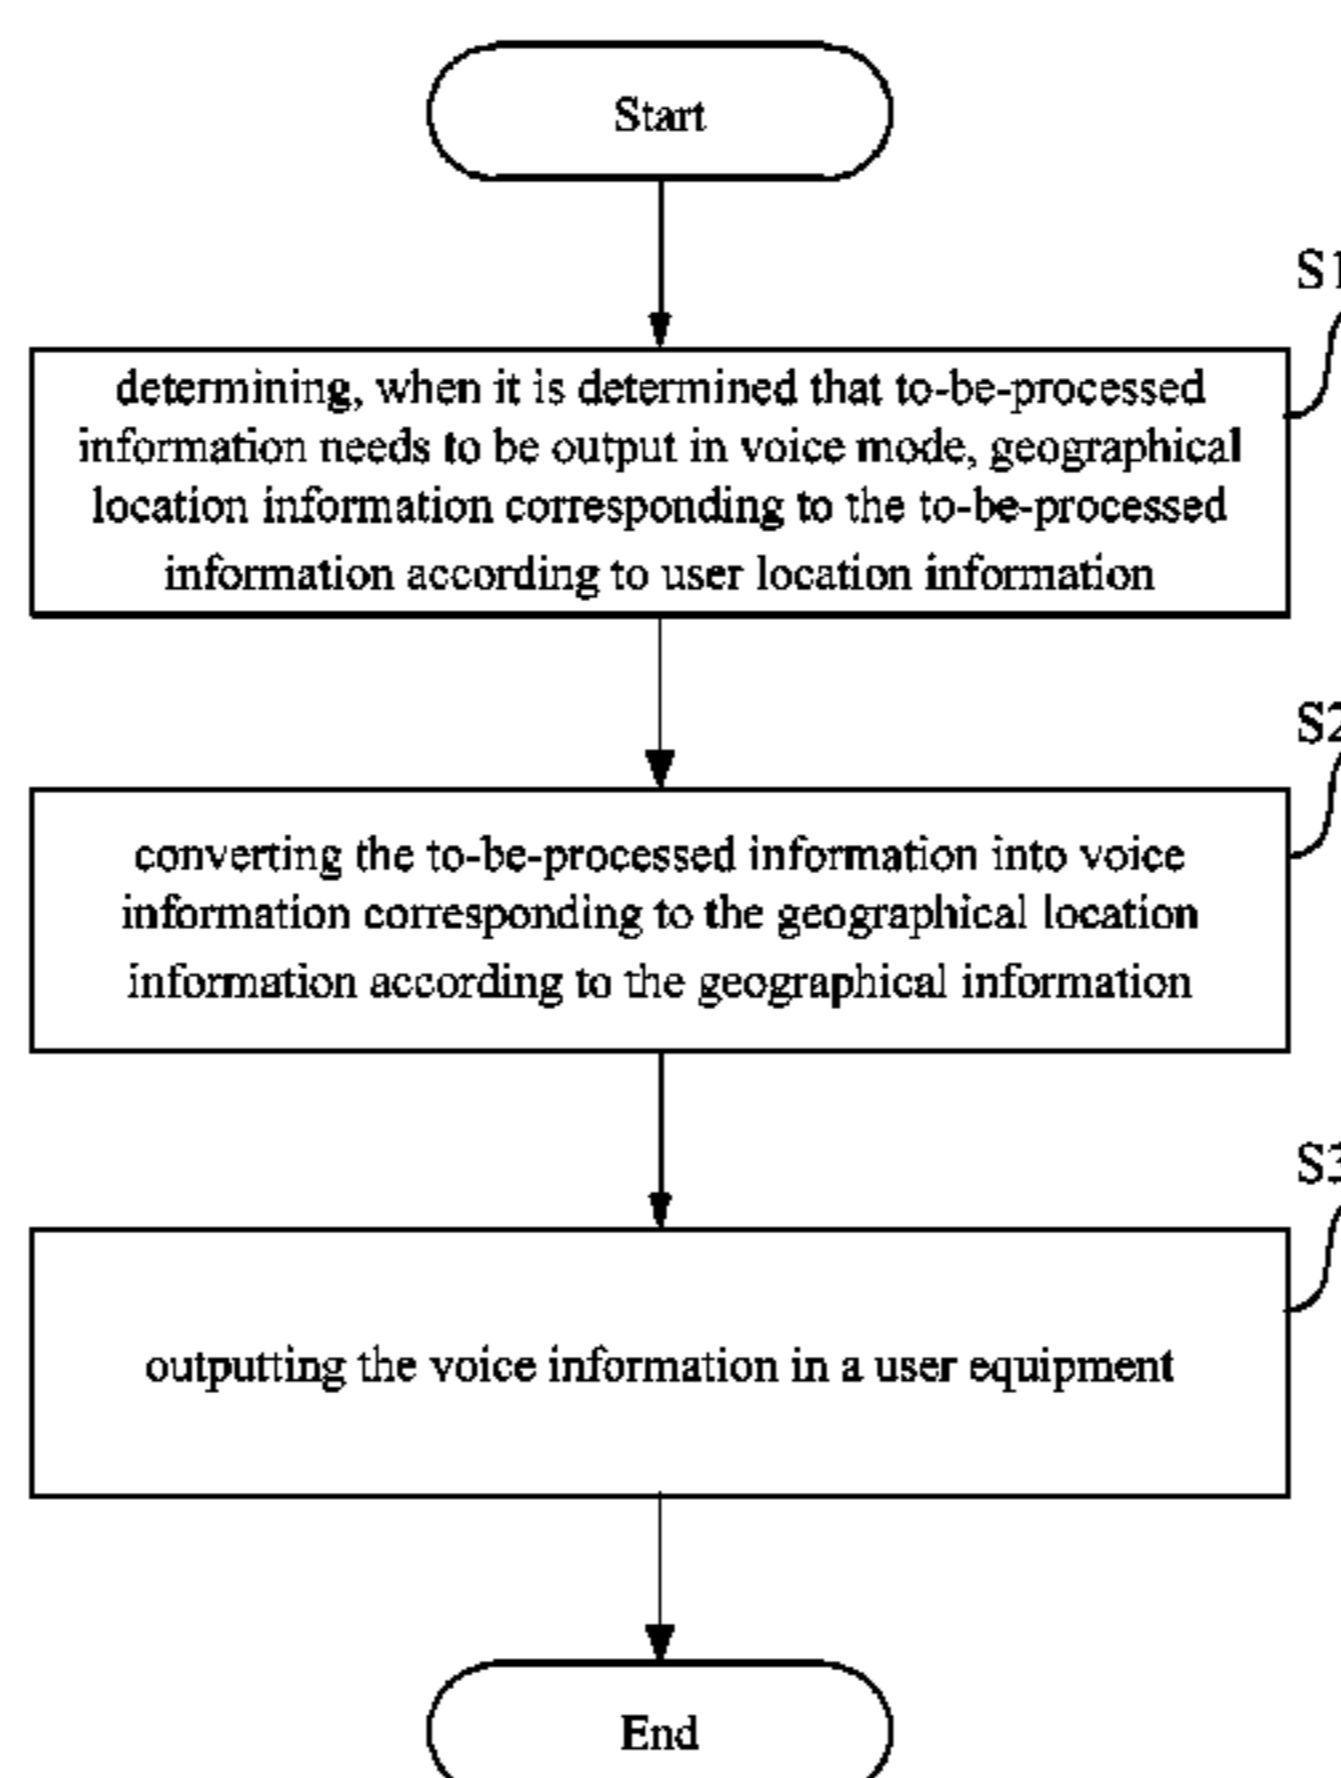 Start
S1
determining, when it is determined that to-be-processed
information needs to be output in voice mode, geographical
location information corresponding to the to-be-processed
information according to user location information
S2
converting the to-be-processed information into voice
information corresponding to the geographical location
information according to the geographical information
S3
outputting the voice information in a user equipment
End